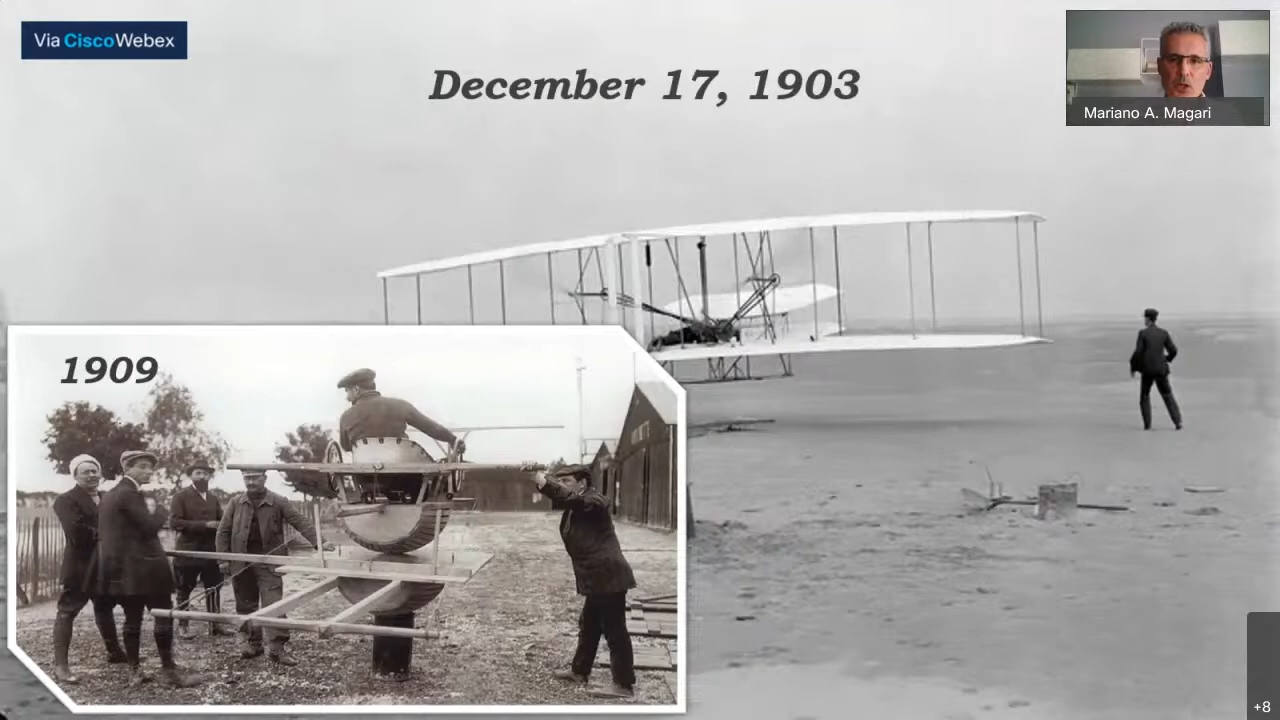 Via CiscoWebex
December 17, 1903
Mariano A. Magari
1909
+8